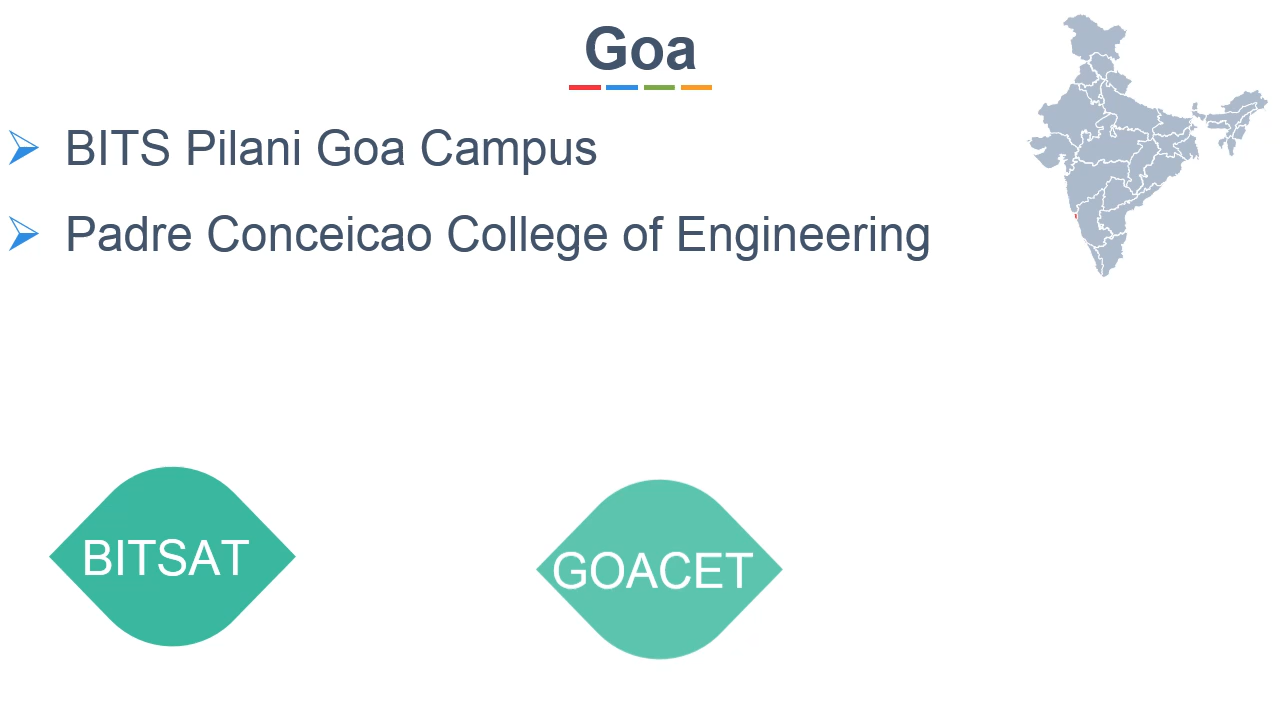 Goa
BITS Pilani Goa Campus
Padre Conceicao College of Engineering
BITSAT
GOACET